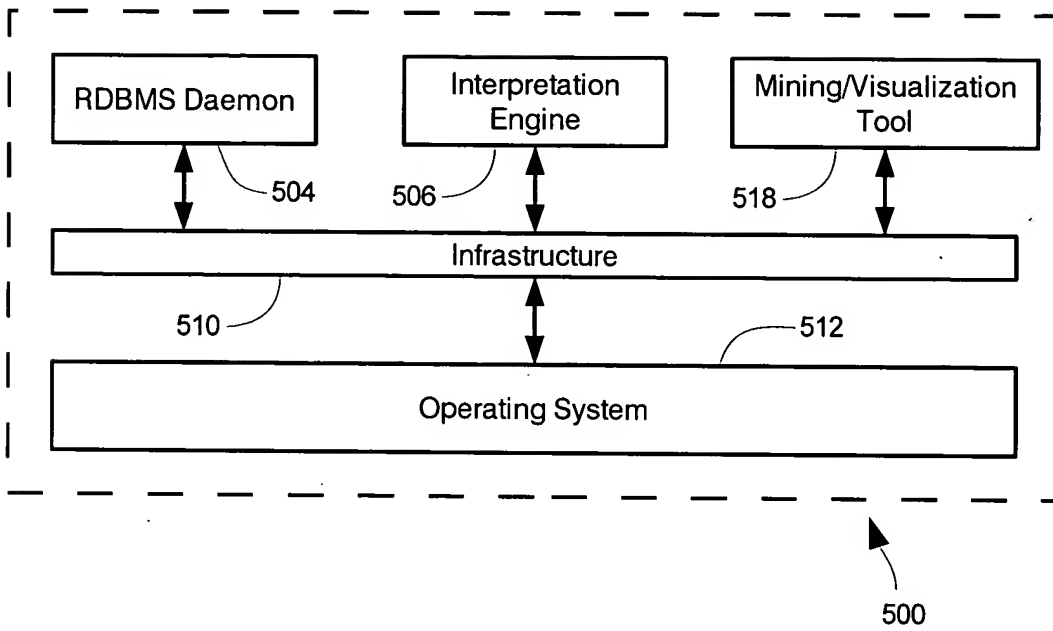 RDBMS Daemon
Interpretation
Engine
Mining/Visualization
Tool
504
506
518
Infrastructure
510
512
Operating System
500